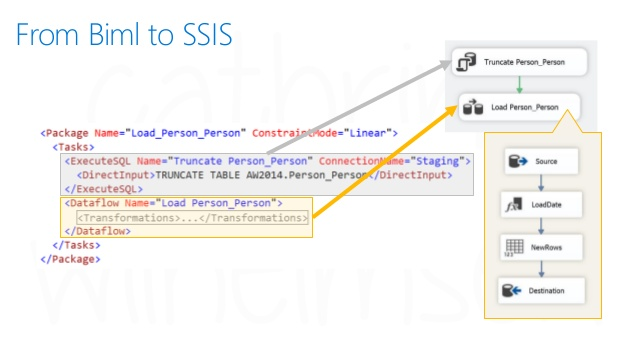 From Biml to SSIS
Truncate Person_Person
Load Person_Person
<Package Name="Load_Person_Person" ConstraintMode="Linear">
<Tasks>
<ExecuteSQL Name="Truncate Person_Person" ConnectionName="Staging">
<DirectInput>TRUNCATE TABLE AW2014.Person_Person</DirectInput>
</ExecuteSQL>
<Dataflow Name="Load Person_Person">
<Transformations>...</Transformations>
</Dataflow>
</Tasks>
</Package>
Source
fx
LoadDate
123
NewRows
Destination